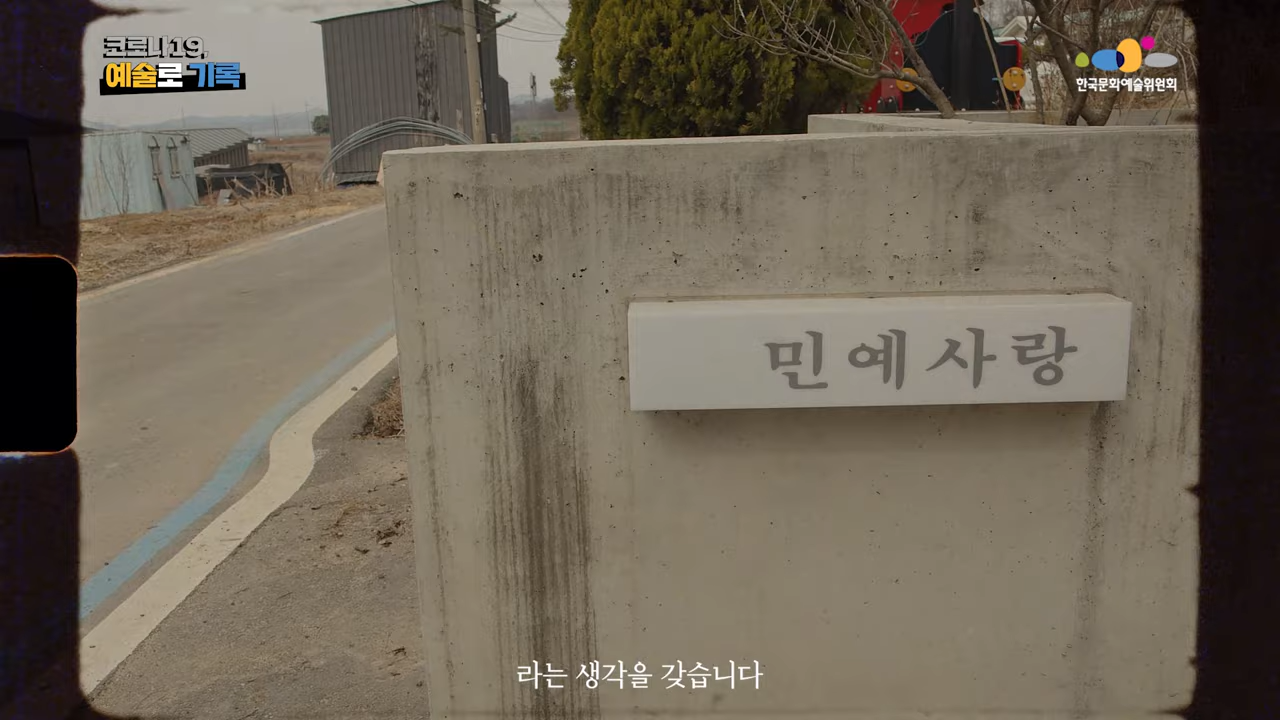 코로나19,
예술로 기록
한국문화예술위원회
민예사랑
라는 생각을 갖습니다